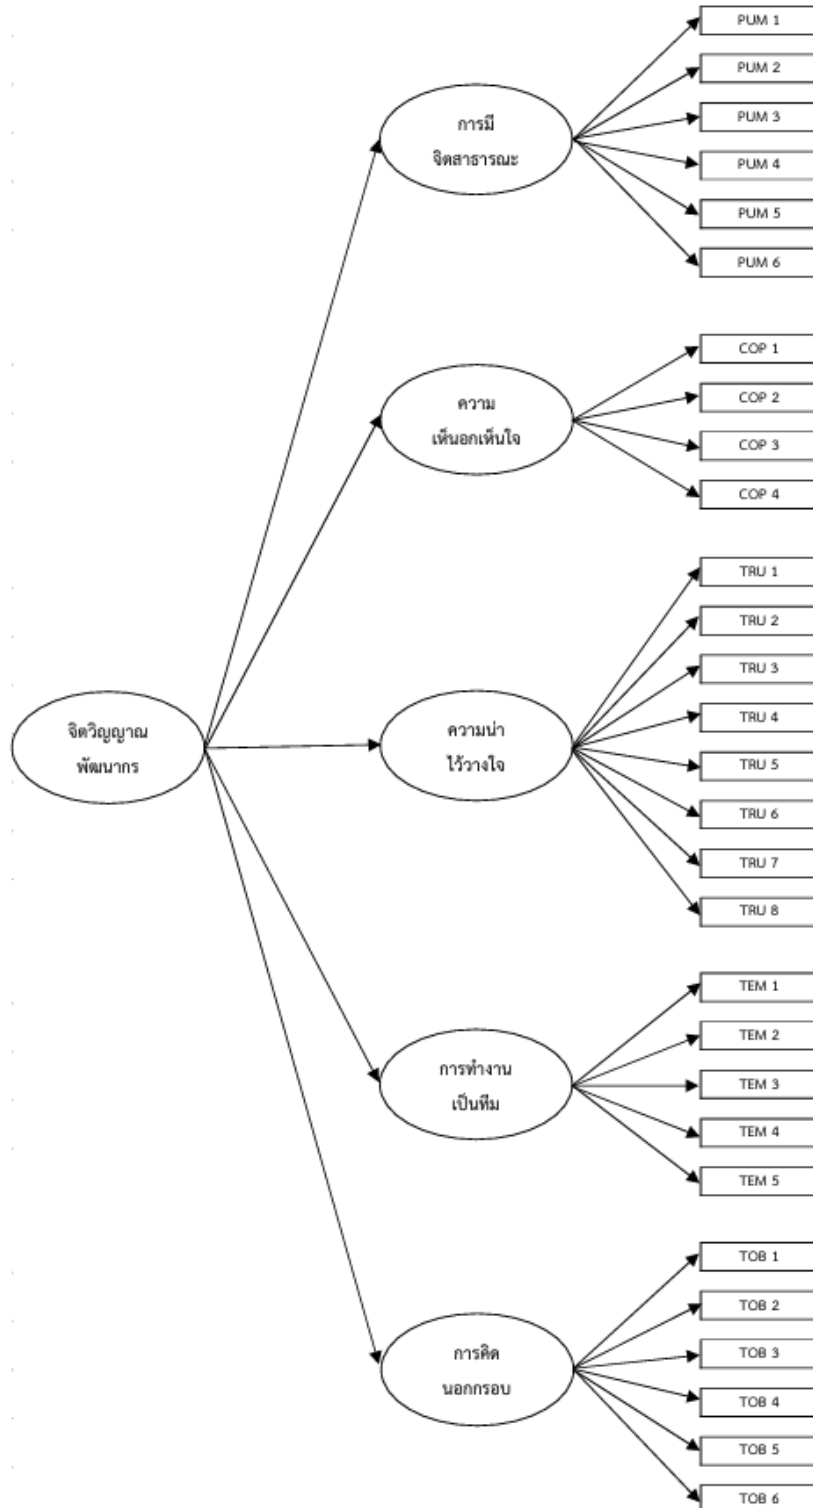 PUM 1
PUM 2
PUM 3
PUM 4
PUM 5
PUM 6
การมี
จิตสาธารณะ
COP 1
COP 2
COP 3
COP 4
ความ
เห็นอกเห็นใจ
TRU 1
TRU 2
TRU 3
TRU 4
TRU 5
TRU 6
TRU 7
TRU 8
ความน่า
ไว้วางใจ
จิตวิญญาณ
พัฒนากร
TEM 1
TEM 2
TEM 3
TEM 4
TEM 5
การทำงาน
เป็นทีม
TOB 1
TOB 2
TOB 3
TOB 4
TOB 5
TOB 6
การคิด
นอกกรอบ